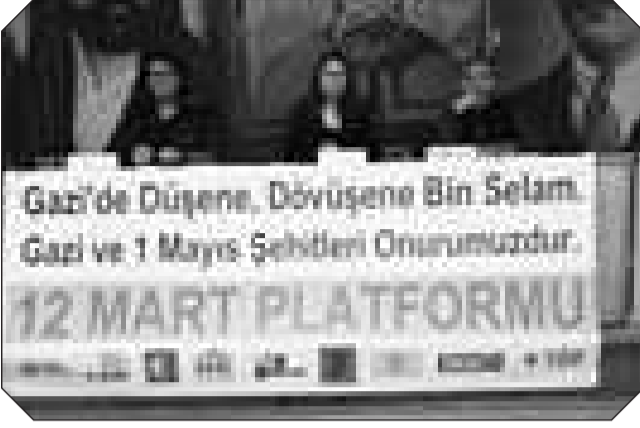 Gazi'de Düşene, Dövüşene Bin Selam.
Gazi ve 1 Mayıs Şehitleri Onurumuzdur.
12 MART PLATFORMU